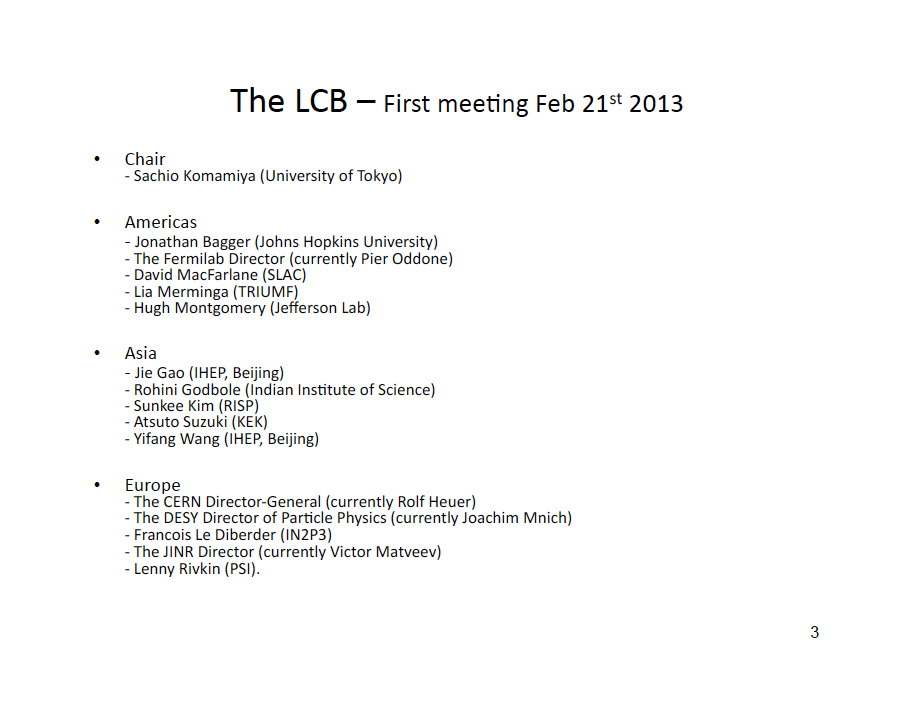 The LCB – First meeting Feb 21st 2013
• Chair
- Sachio Komamiya (University of Tokyo)
• Americas
- Jonathan Bagger (Johns Hopkins University)
- The Fermilab Director (currently Pier Oddone)
- David MacFarlane (SLAC)
- Lia Merminga (TRIUMF)
- Hugh Montgomery (Jefferson Lab)
• Asia
- Jie Gao (IHEP, Beijing)
- Rohini Godbole (Indian Institute of Science)
- Sunkee Kim (RISP)
- Atsuto Suzuki (KEK)
- Yifang Wang (IHEP, Beijing)
• Europe
- The CERN Director-General (currently Rolf Heuer)
- The DESY Director of Particle Physics (currently Joachim Mnich)
- Francois Le Diberder (IN2P3)
- The JINR Director (currently Victor Matveev)
- Lenny Rivkin (PSI).
3